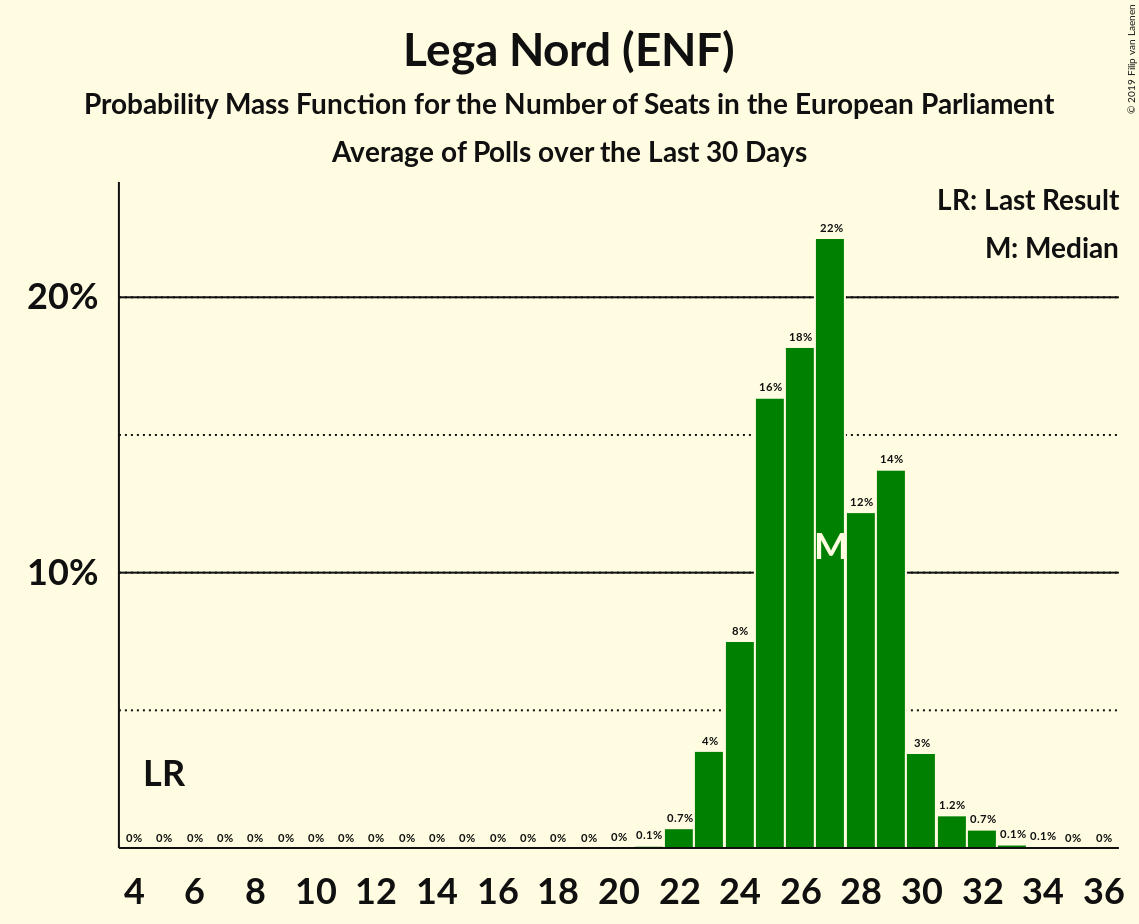 Lega Nord (ENF)
Probability Mass Function for the Number of Seats in the European Parliament
Average of Polls over the Last 30 Days
© 2019 Filip van Laenen
LR: Last Result
M: Median
20%
10%
LR
M
0% 0% 0% 0% 0% 0% 0% 0% 0% 0% 0% 0% 0% 0% 0% 0% 0% 0.1% 0.7% 4% 8% 16% 18% 22% 12% 14% 3% 1.2% 0.7% 0.1% 0.1% 0% 0%
4 6 8 10 12 14 16 18 20 22 24 26 28 30 32 34 36